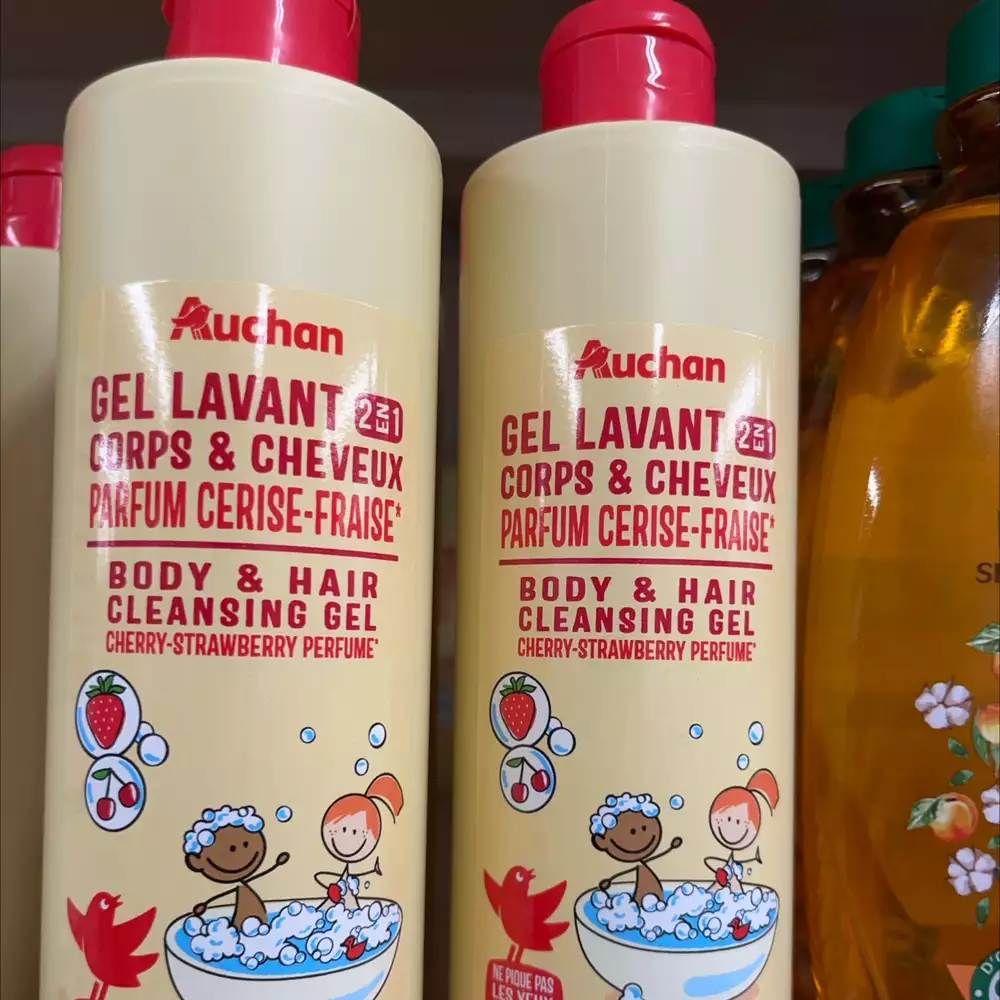 Auchan
GEL LAVANT 2EN1
CORPS & CHEVEUX
PARFUM CERISE-FRAISE*
BODY & HAIR
CLEANSING GEL
CHERRY-STRAWBERRY PERFUME*
Auchan
GEL LAVANT 2EN1
CORPS & CHEVEUX
PARFUM CERISE-FRAISE*
BODY & HAIR
CLEANSING GEL
CHERRY-STRAWBERRY PERFUME*
NE PIQUE PAS
LES YEUX